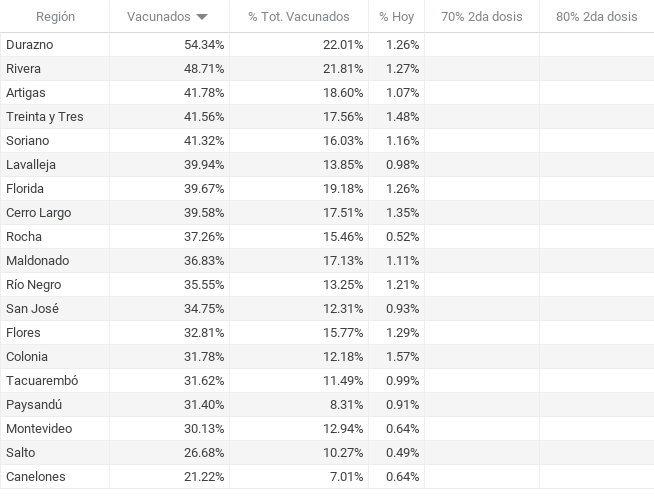 Región Vacunados % Tot. Vacunados % Hoy 70% 2da dosis 80% 2da dosis
Durazno 54.34% 22.01% 1.26%
Rivera 48.71% 21.81% 1.27%
Artigas 41.78% 18.60% 1.07%
Treinta y Tres 41.56% 17.56% 1.48%
Soriano 41.32% 16.03% 1.16%
Lavalleja 39.94% 13.85% 0.98%
Florida 39.67% 19.18% 1.26%
Cerro Largo 39.58% 17.51% 1.35%
Rocha 37.26% 15.46% 0.52%
Maldonado 36.83% 17.13% 1.11%
Río Negro 35.55% 13.25% 1.21%
San José 34.75% 12.31% 0.93%
Flores 32.81% 15.77% 1.29%
Colonia 31.78% 12.18% 1.57%
Tacuarembó 31.62% 11.49% 0.99%
Paysandú 31.40% 8.31% 0.91%
Montevideo 30.13% 12.94% 0.64%
Salto 26.68% 10.27% 0.49%
Canelones 21.22% 7.01% 0.64%